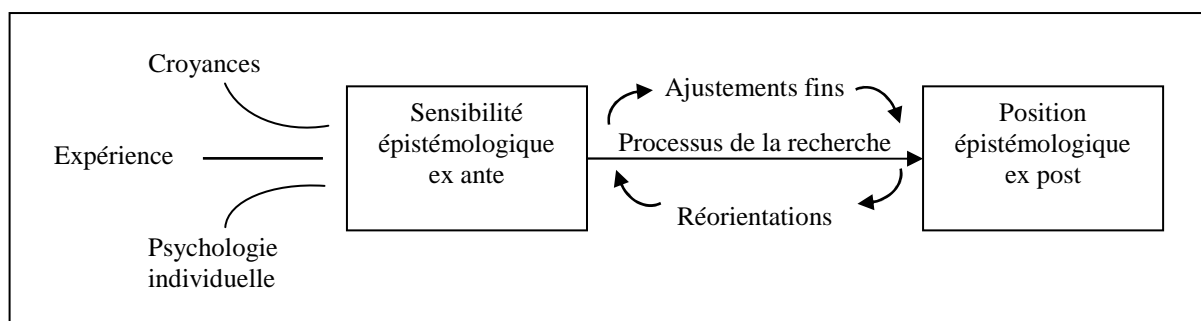 Croyances
Expérience
Psychologie
individuelle
Sensibilité
épistémologique
ex ante
Ajustements fins
Processus de la recherche
Réorientations
Position
épistémologique
ex post